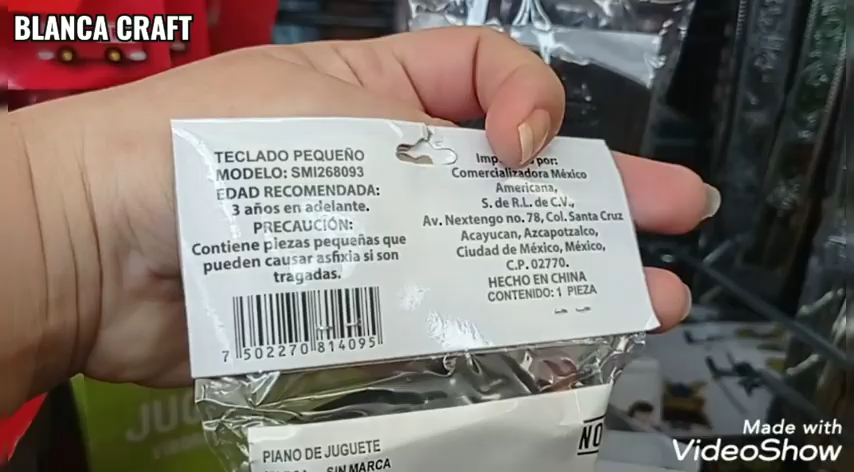 BLANCA CRAFT
TECLADO PEQUEÑO
MODELO: SMI268093
EDAD RECOMENDADA:
3 años en adelante.
PRECAUCIÓN:
Contiene piezas pequeñas que
pueden causar asfixia si son
tragadas.
7 502270 814095
por:
Comercializadora México
Americana,
S. de R.L. de C.V.,
Av. Nextengo no. 78, Col. Santa Cruz
Acayucan, Azcapotzalco,
Ciudad de México, México,
C.P. 02770.
HECHO EN CHINA
CONTENIDO: 1 PIEZA
PIANO DE JUGUETE
SIN MARCA
NO
Made with
VideoShow